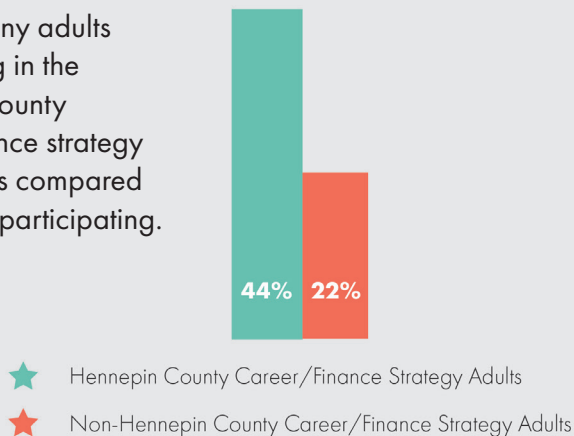 ny adults
g in the
ounty
nce strategy
s compared
participating.
44% 22%
Hennepin County Career/Finance Strategy Adults
Non-Hennepin County Career/Finance Strategy Adults